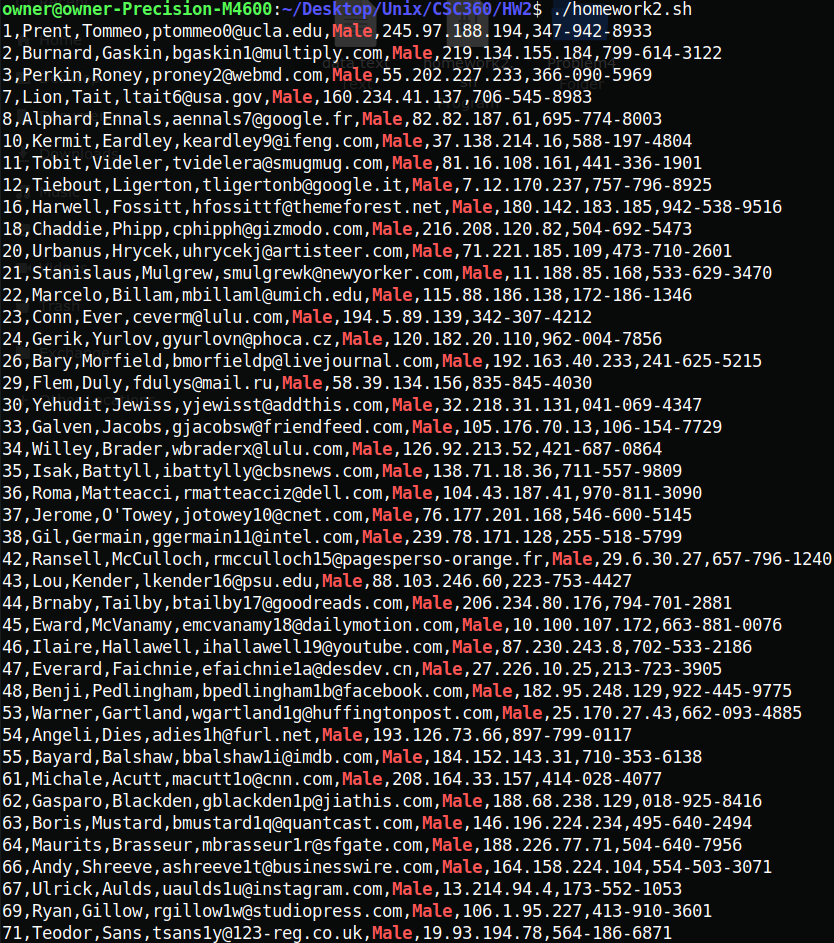 owner@owner-Precision-M4600:~/Desktop/Unix/CSC360/HW2$ ./homework2.sh
1,Prent,Tommeo,ptommeo0@ucla.edu,Male,245.97.188.194,347-942-8933
2,Burnard,Gaskin,bgaskin1@multiply.com,Male,219.134.155.184,799-614-3122
3,Perkin,Roney,proney2@webmd.com,Male,55.202.227.233,366-090-5969
7,Lion,Tait,ltait6@usa.gov,Male,160.234.41.137,706-545-8983
8,Alphard,Ennals,aennals7@google.fr,Male,82.82.187.61,695-774-8003
10,Kermit,Eardley,keardley9@ifeng.com,Male,37.138.214.16,588-197-4804
11,Tobit,Videler,tvidelera@smugmug.com,Male,81.16.108.161,441-336-1901
12,Tiebout,Ligerton,tligertonb@google.it,Male,7.12.170.237,757-796-8925
16,Harwell,Fossitt,hfossittf@themeforest.net,Male,180.142.183.185,942-538-9516
18,Chaddie,Phipp,cphipph@gizmodo.com,Male,216.208.120.82,504-692-5473
20,Urbanus,Hrycek,uhrycekj@artisteer.com,Male,71.221.185.109,473-710-2601
21,Stanislaus,Mulgrew,smulgrewk@newyorker.com,Male,11.188.85.168,533-629-3470
22,Marcelo,Billam,mbillaml@umich.edu,Male,115.88.186.138,172-186-1346
23,Conn,Ever,ceverm@lulu.com,Male,194.5.89.139,342-307-4212
24,Gerik,Yurlov,gyurlovn@phoca.cz,Male,120.182.20.110,962-004-7856
26,Bary,Morfield,bmorfieldp@livejournal.com,Male,192.163.40.233,241-625-5215
29,Flem,Duly,fdulys@mail.ru,Male,58.39.134.156,835-845-4030
30,Yehudit,Jewiss,yjewisst@addthis.com,Male,32.218.31.131,041-069-4347
33,Galven,Jacobs,gjacobsw@friendfeed.com,Male,105.176.70.13,106-154-7729
34,Willey,Brader,wbraderx@lulu.com,Male,126.92.213.52,421-687-0864
35,Isak,Battyll,ibattylly@cbsnews.com,Male,138.71.18.36,711-557-9809
36,Roma,Matteacci,rmatteacciz@dell.com,Male,104.43.187.41,970-811-3090
37,Jerome,O'Towey,jotowey10@cnet.com,Male,76.177.201.168,546-600-5145
38,Gil,Germain,ggermain11@intel.com,Male,239.78.171.128,255-518-5799
42,Ransell,McCulloch,rmcculloch15@pagesperso-orange.fr,Male,29.6.30.27,657-796-1240
43,Lou,Kender,lkender16@psu.edu,Male,88.103.246.60,223-753-4427
44,Brnaby,Tailby,btailby17@goodreads.com,Male,206.234.80.176,794-701-2881
45,Eward,McVanamy,emcvanamy18@dailymotion.com,Male,10.100.107.172,663-881-0076
46,Ilaire,Hallawell,ihallawell19@youtube.com,Male,87.230.243.8,702-533-2186
47,Everard,Faichnie,efaichnie1a@desdev.cn,Male,27.226.10.25,213-723-3905
48,Benji,Pedlingham,bpedlingham1b@facebook.com,Male,182.95.248.129,922-445-9775
53,Warner,Gartland,wgartland1g@huffingtonpost.com,Male,25.170.27.43,662-093-4885
54,Angeli,Dies,adies1h@furl.net,Male,193.126.73.66,897-799-0117
55,Bayard,Balshaw,bbalshaw1i@imdb.com,Male,184.152.143.31,710-353-6138
61,Michale,Acutt,macutt1o@cnn.com,Male,208.164.33.157,414-028-4077
62,Gasparo,Blackden,gblackden1p@jiathis.com,Male,188.68.238.129,018-925-8416
63,Boris,Mustard,bmustard1q@quantcast.com,Male,146.196.224.234,495-640-2494
64,Maurits,Brasseur,mbrasseur1r@sfgate.com,Male,188.226.77.71,504-640-7956
66,Andy,Shreeve,ashreeve1t@businesswire.com,Male,164.158.224.104,554-503-3071
67,Ulrick,Aulds,uaulds1u@instagram.com,Male,13.214.94.4,173-552-1053
69,Ryan,Gillow,rgillow1w@studiopress.com,Male,106.1.95.227,413-910-3601
71,Teodor,Sans,tsans1y@123-reg.co.uk,Male,19.93.194.78,564-186-6871